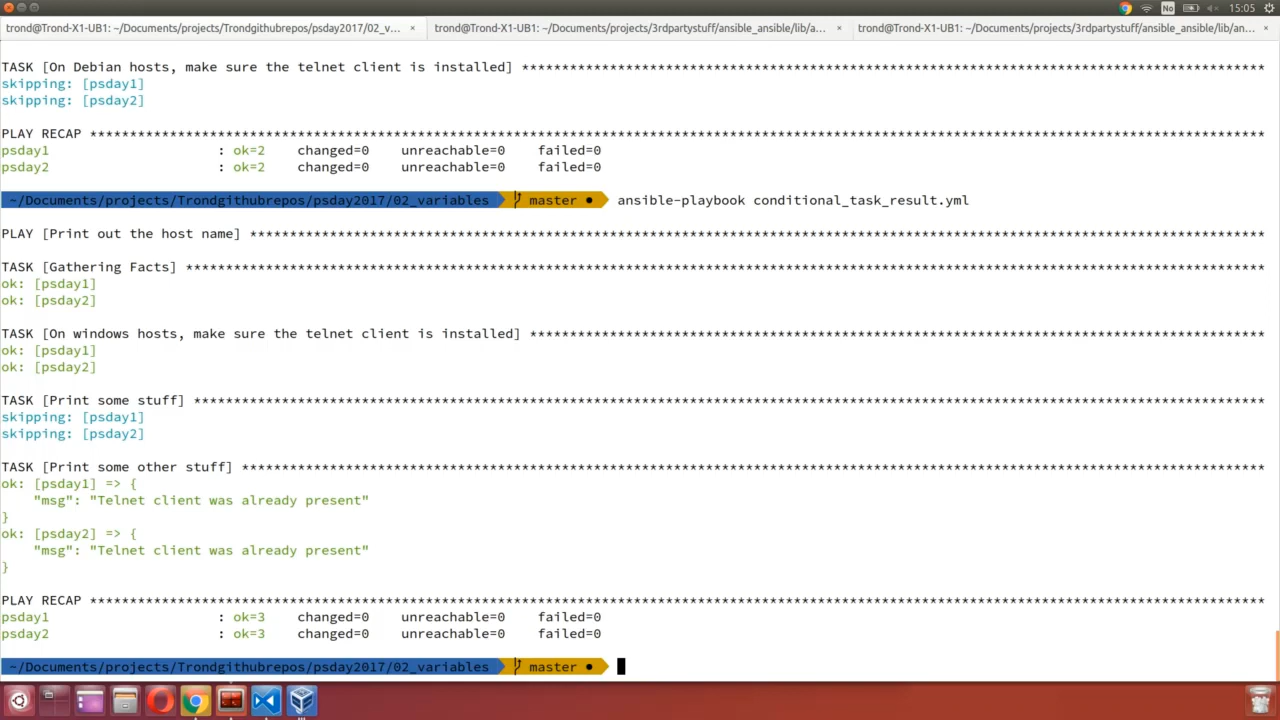 No 15:05
trond@Trond-X1-UB1: ~/Documents/projects/Trondgithubrepos/psday2017/02_v... × trond@Trond-X1-UB1: ~/Documents/projects/3rdpartystuff/ansible_ansible/lib/a... × trond@Trond-X1-UB1: ~/Documents/projects/3rdpartystuff/ansible_ansible/lib/an... ×
TASK [On Debian hosts, make sure the telnet client is installed] *********************************************************************************************
skipping: [psday1]
skipping: [psday2]
PLAY RECAP ***************************************************************************************************************************************************
psday1 : ok=2 changed=0 unreachable=0 failed=0
psday2 : ok=2 changed=0 unreachable=0 failed=0
~/Documents/projects/Trondgithubrepos/psday2017/02_variables master ● ansible-playbook conditional_task_result.yml
PLAY [Print out the host name] *******************************************************************************************************************************
TASK [Gathering Facts] ***************************************************************************************************************************************
ok: [psday1]
ok: [psday2]
TASK [On windows hosts, make sure the telnet client is installed] ********************************************************************************************
ok: [psday1]
ok: [psday2]
TASK [Print some stuff] **************************************************************************************************************************************
skipping: [psday1]
skipping: [psday2]
TASK [Print some other stuff] ********************************************************************************************************************************
ok: [psday1] => {
"msg": "Telnet client was already present"
}
ok: [psday2] => {
"msg": "Telnet client was already present"
}
PLAY RECAP ***************************************************************************************************************************************************
psday1 : ok=3 changed=0 unreachable=0 failed=0
psday2 : ok=3 changed=0 unreachable=0 failed=0
~/Documents/projects/Trondgithubrepos/psday2017/02_variables master ●